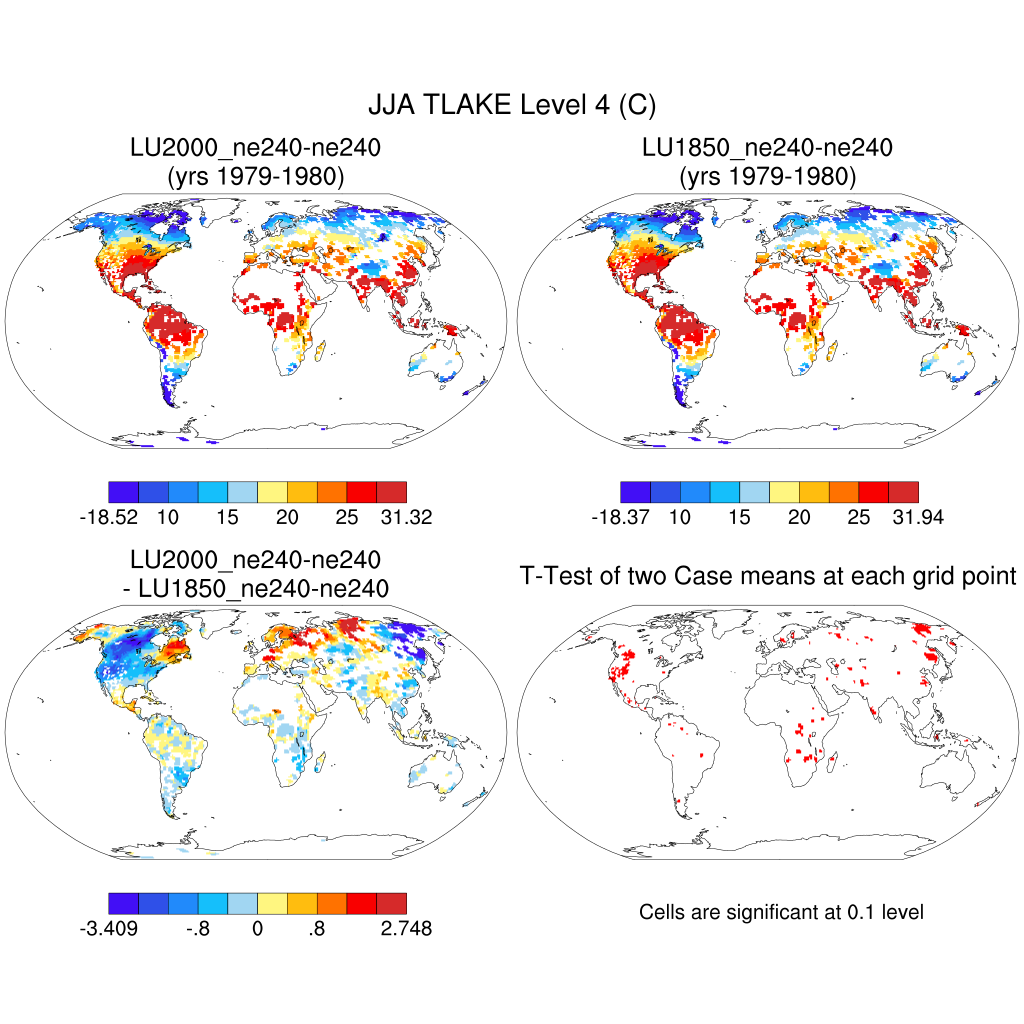 JJA TLAKE Level 4 (C)
LU2000_ne240-ne240
(yrs 1979-1980)
LU1850_ne240-ne240
(yrs 1979-1980)
-18.52 10 15 20 25 31.32
-18.37 10 15 20 25 31.94
LU2000_ne240-ne240
- LU1850_ne240-ne240
T-Test of two Case means at each grid point
-3.409 -.8 0 .8 2.748
Cells are significant at 0.1 level